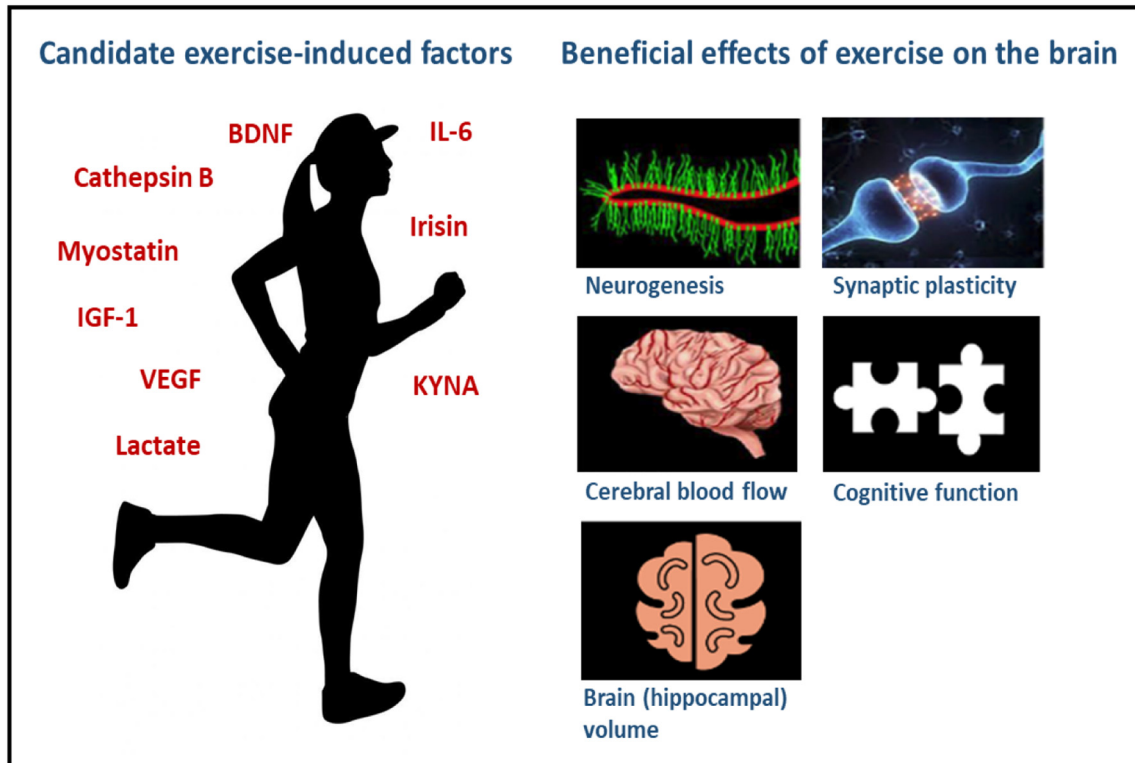 Candidate exercise-induced factors
BDNF
IL-6
Cathepsin B
Irisin
Myostatin
IGF-1
VEGF
KYNA
Lactate
Beneficial effects of exercise on the brain
Neurogenesis
Synaptic plasticity
Cerebral blood flow
Cognitive function
Brain (hippocampal)
volume